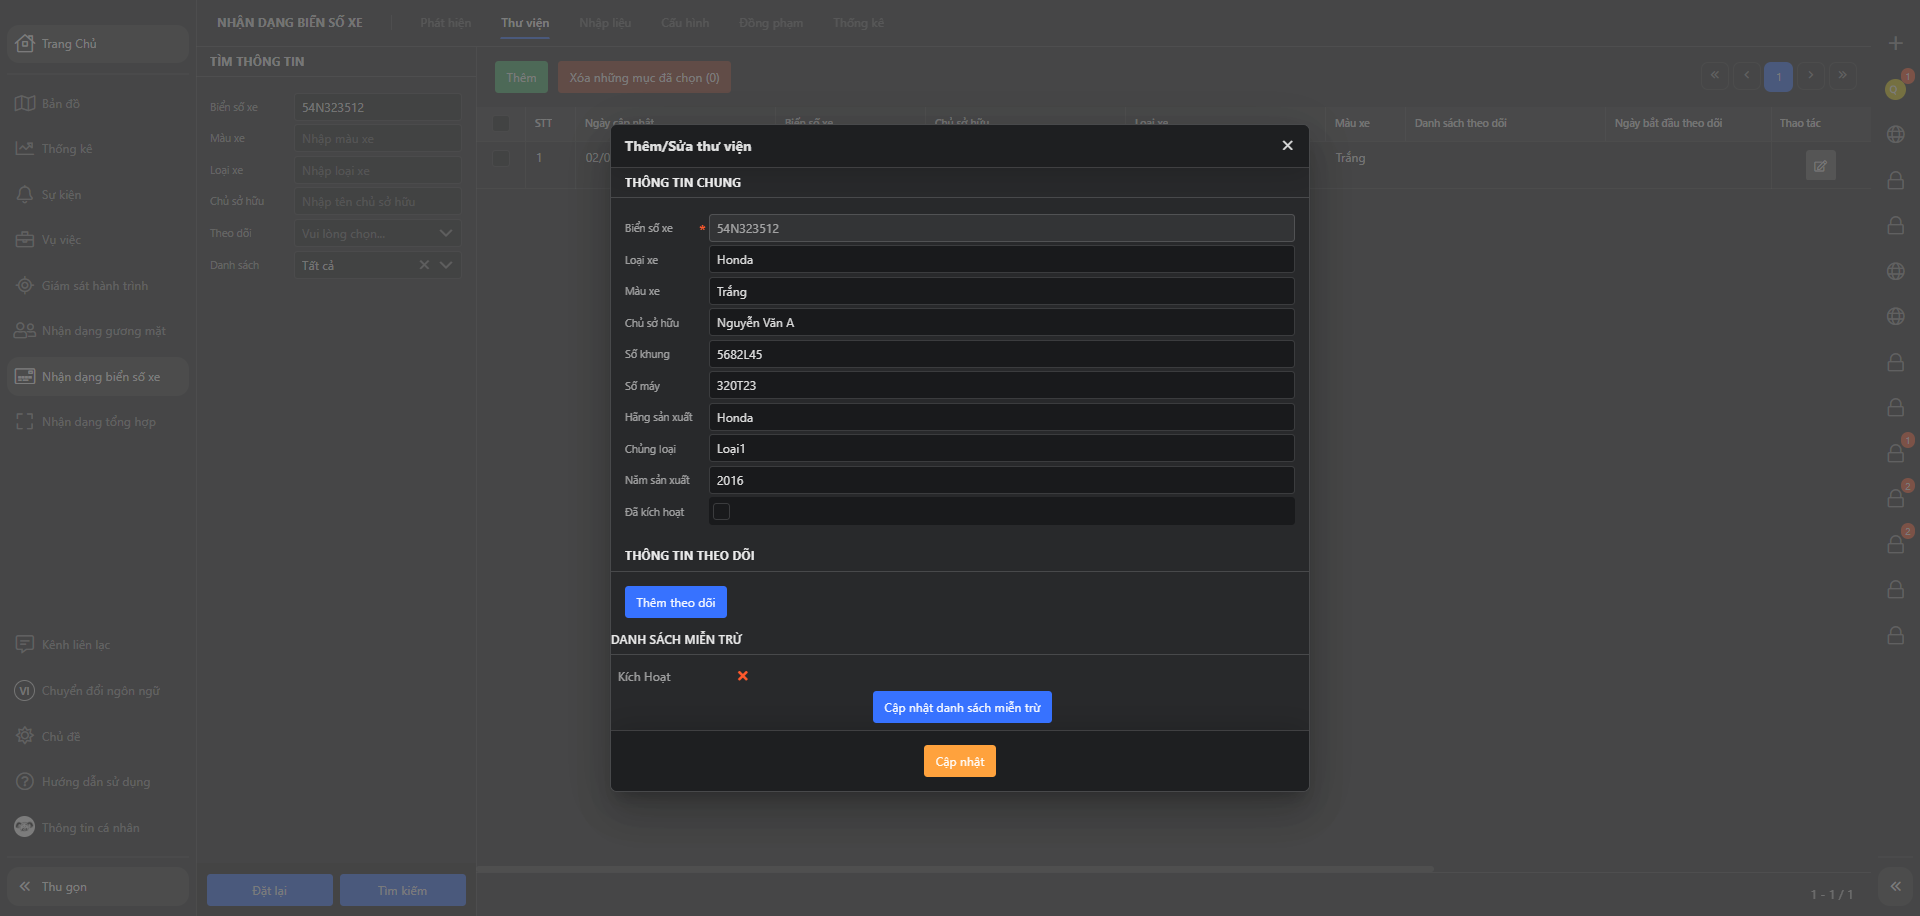 Trang Chủ
Bản đồ
Thống kê
Sự kiện
Vụ việc
Giám sát hành trình
Nhận dạng gương mặt
Nhận dạng biển số xe
Nhận dạng tổng hợp
Kênh liên lạc
VI Chuyển đổi ngôn ngữ
Chủ đề
Hướng dẫn sử dụng
Thông tin cá nhân
Thu gọn
NHẬN DẠNG BIỂN SỐ XE
Phát hiện Thư viện Nhập liệu Cấu hình Đồng phạm Thống kê
TÌM THÔNG TIN
Biển số xe 54N323512
Màu xe Nhập màu xe
Loại xe Nhập loại xe
Chủ sở hữu Nhập tên chủ sở hữu
Theo dõi Vui lòng chọn...
Danh sách Tất cả
Đặt lại Tìm kiếm
Thêm Xóa những mục đã chọn (0)
1
STT Ngày cập nhật Biển số xe Chủ sở hữu Loại xe Màu xe Danh sách theo dõi Ngày bắt đầu theo dõi Thao tác
1 02/0 Trắng
Thêm/Sửa thư viện
THÔNG TIN CHUNG
Biển số xe * 54N323512
Loại xe Honda
Màu xe Trắng
Chủ sở hữu Nguyễn Văn A
Số khung 5682L45
Số máy 320T23
Hãng sản xuất Honda
Chủng loại Loại1
Năm sản xuất 2016
Đã kích hoạt
THÔNG TIN THEO DÕI
Thêm theo dõi
DANH SÁCH MIỄN TRỪ
Kích Hoạt
Cập nhật danh sách miễn trừ
Cập nhật
1 - 1 / 1
Q 1
1
2
2